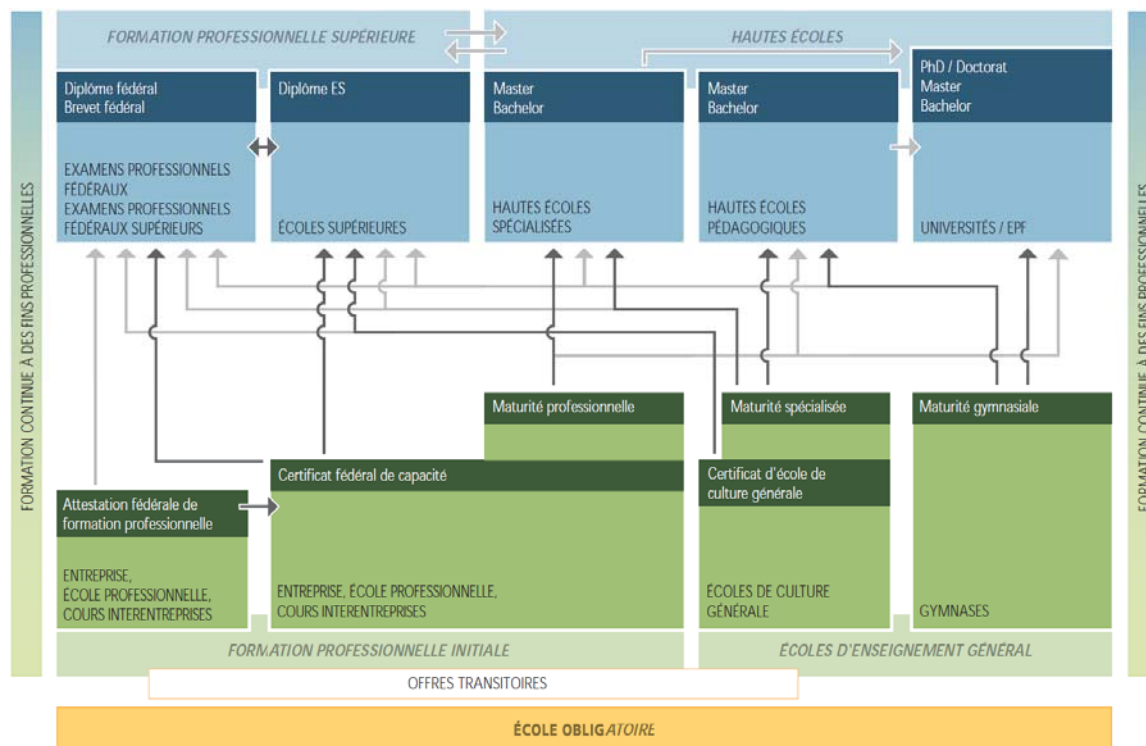 FORMATION PROFESSIONNELLE SUPÉRIEURE
HAUTES ÉCOLES
Diplôme fédéral
Brevet fédéral
Diplôme ES
Master
Bachelor
Master
Bachelor
PhD / Doctorat
Master
Bachelor
EXAMENS PROFESSIONNELS
FÉDÉRAUX
EXAMENS PROFESSIONNELS
FÉDÉRAUX SUPÉRIEURS
ÉCOLES SUPÉRIEURES
HAUTES ÉCOLES
SPÉCIALISÉES
HAUTES ÉCOLES
PÉDAGOGIQUES
UNIVERSITÉS / EPF
FORMATION CONTINUE À DES FINS PROFESSIONNELLES
FORMATION CONTINUE À DES FINS PROFESSIONNELLES
Maturité professionnelle
Maturité spécialisée
Maturité gymnasiale
Certificat fédéral de capacité
Certificat d'école de
culture générale
Attestation fédérale de
formation professionnelle
ENTREPRISE,
ÉCOLE PROFESSIONNELLE,
COURS INTERENTREPRISES
ENTREPRISE, ÉCOLE PROFESSIONNELLE,
COURS INTERENTREPRISES
ÉCOLES DE CULTURE
GÉNÉRALE
GYMNASES
FORMATION PROFESSIONNELLE INITIALE
ÉCOLES D'ENSEIGNEMENT GÉNÉRAL
OFFRES TRANSITOIRES
ÉCOLE OBLIGATOIRE